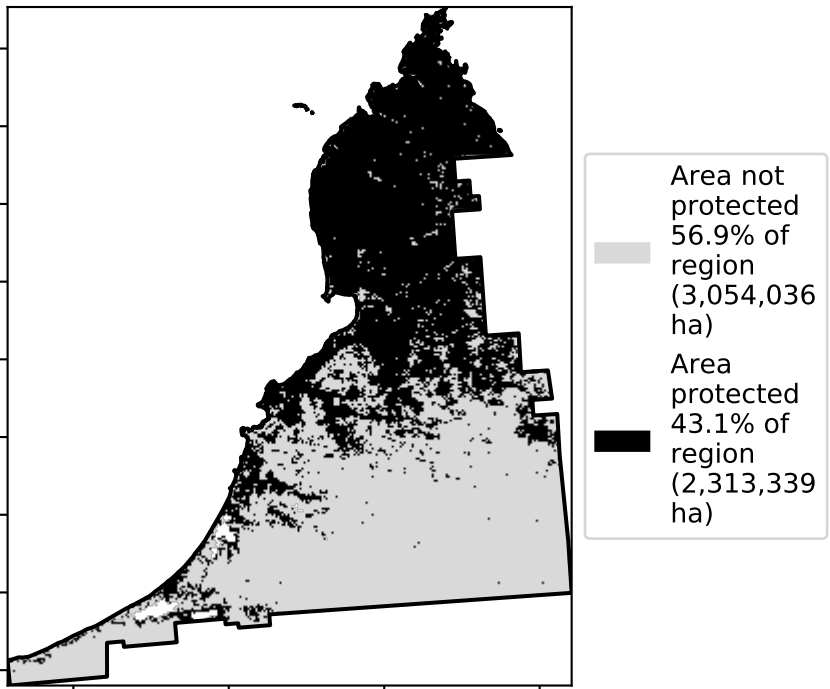 Area not
protected
56.9% of
region
(3,054,036
ha)
Area
protected
43.1% of
region
(2,313,339
ha)